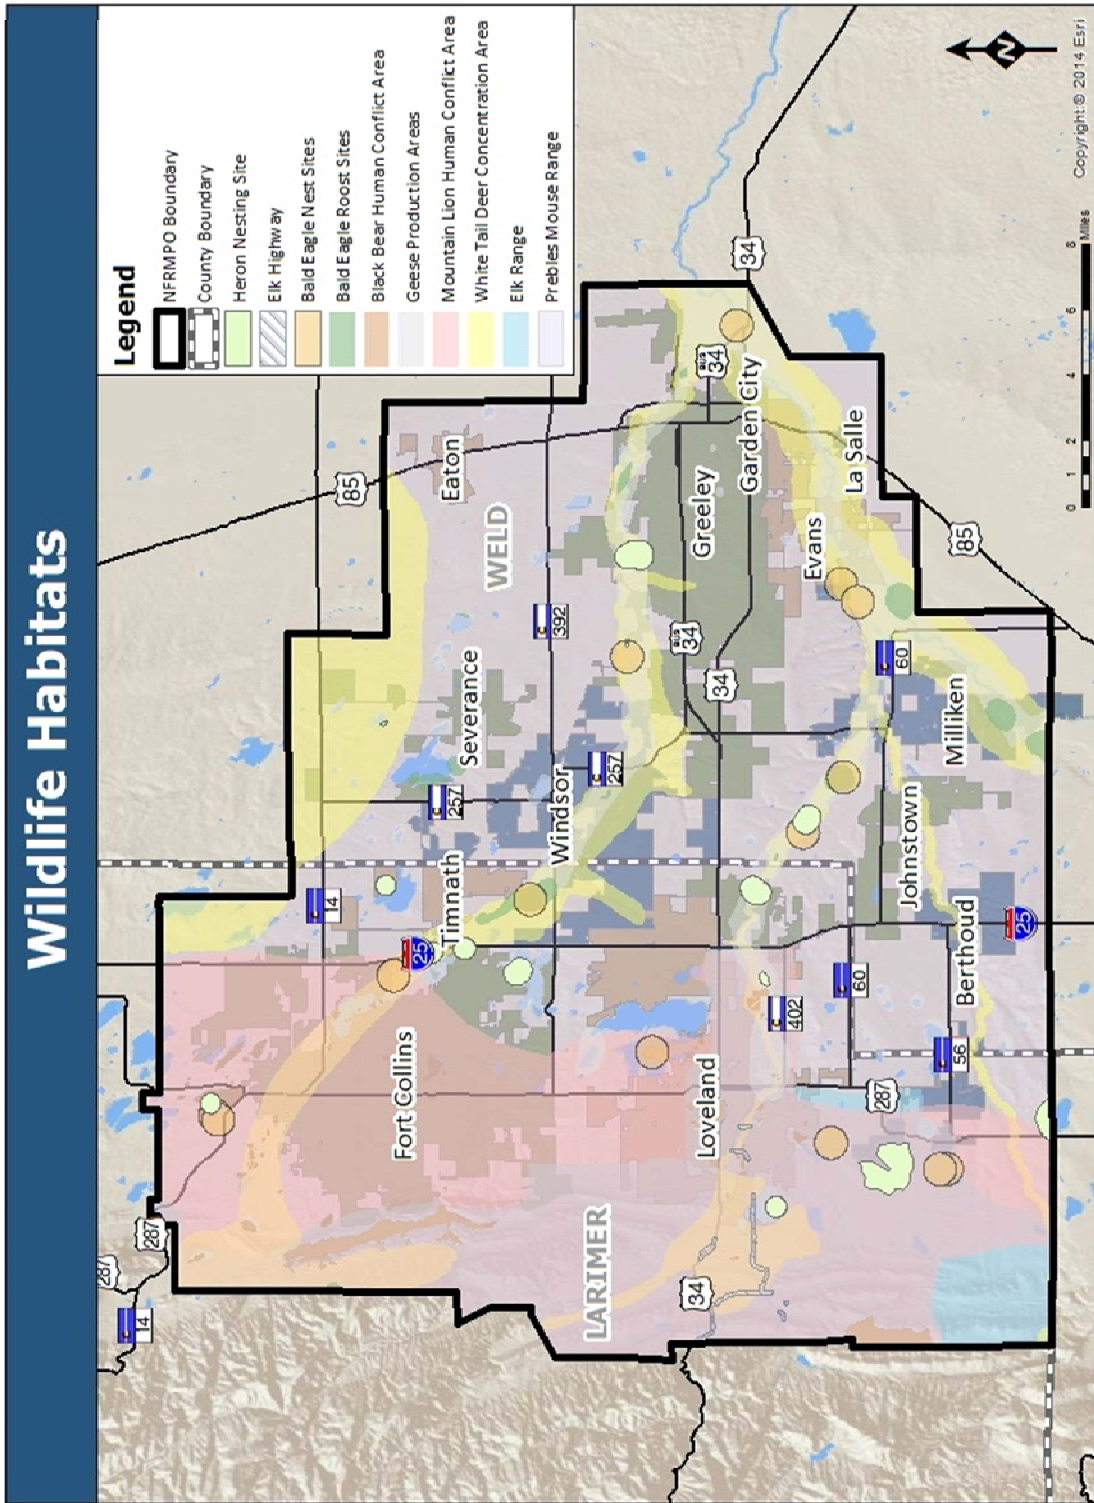 Wildlife Habitats
Legend
NFRMPO Boundary
County Boundary
Heron Nesting Site
Elk Highway
Bald Eagle Nest Sites
Bald Eagle Roost Sites
Black Bear Human Conflict Area
Geese Production Areas
Mountain Lion Human Conflict Area
White Tail Deer Concentration Area
Elk Range
Prebles Mouse Range
287
287
14
14
85
Fort Collins
25
Timnath
257
Severance
Eaton
WELD
392
Windsor
257
LARIMER
34
Loveland
BUS
34
Greeley
BUS
34
34
34
Garden City
402
Evans
La Salle
60
287
60
Johnstown
Milliken
85
56
Berthoud
25
N
0 1 2 4 6 8
Miles
Copyright:© 2014 Esri